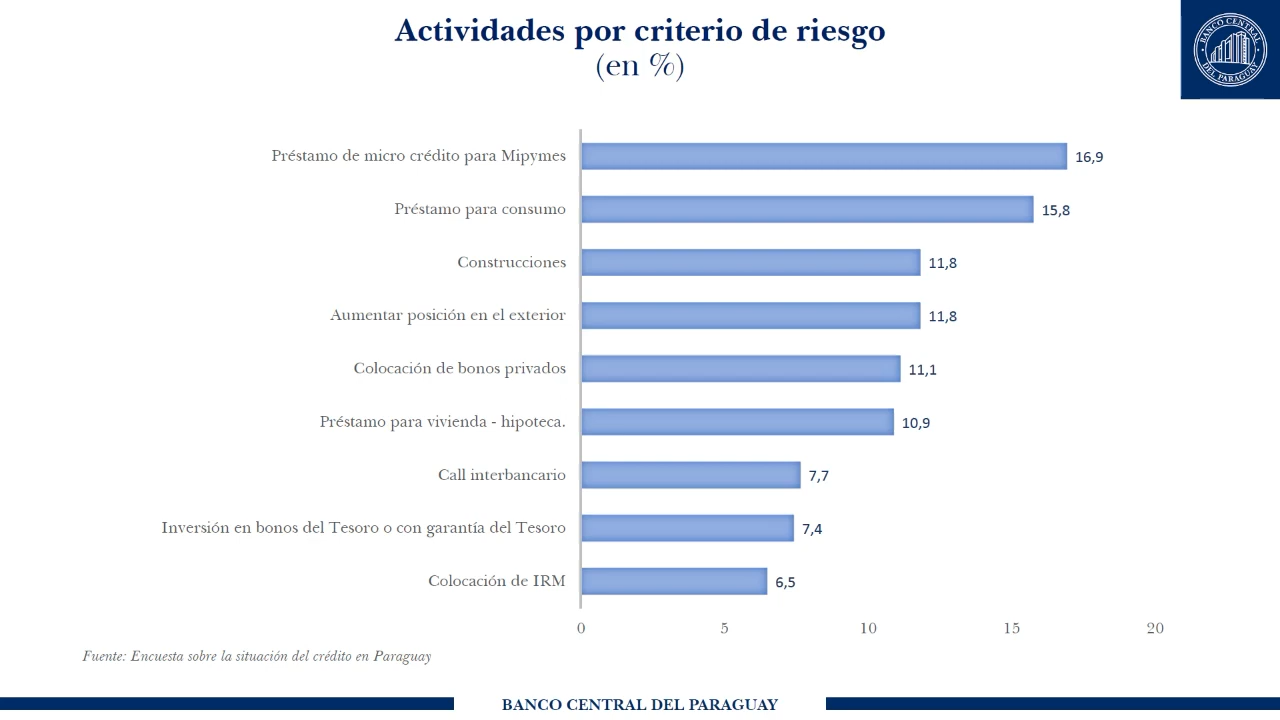 Actividades por criterio de riesgo
(en %)
BANCO CENTRAL
DEL PARAGUAY
Préstamo de micro crédito para Mipymes 16,9
Préstamo para consumo 15,8
Construcciones 11,8
Aumentar posición en el exterior 11,8
Colocación de bonos privados 11,1
Préstamo para vivienda - hipoteca. 10,9
Call interbancario 7,7
Inversión en bonos del Tesoro o con garantía del Tesoro 7,4
Colocación de IRM 6,5
0 5 10 15 20
Fuente: Encuesta sobre la situación del crédito en Paraguay
BANCO CENTRAL DEL PARAGUAY